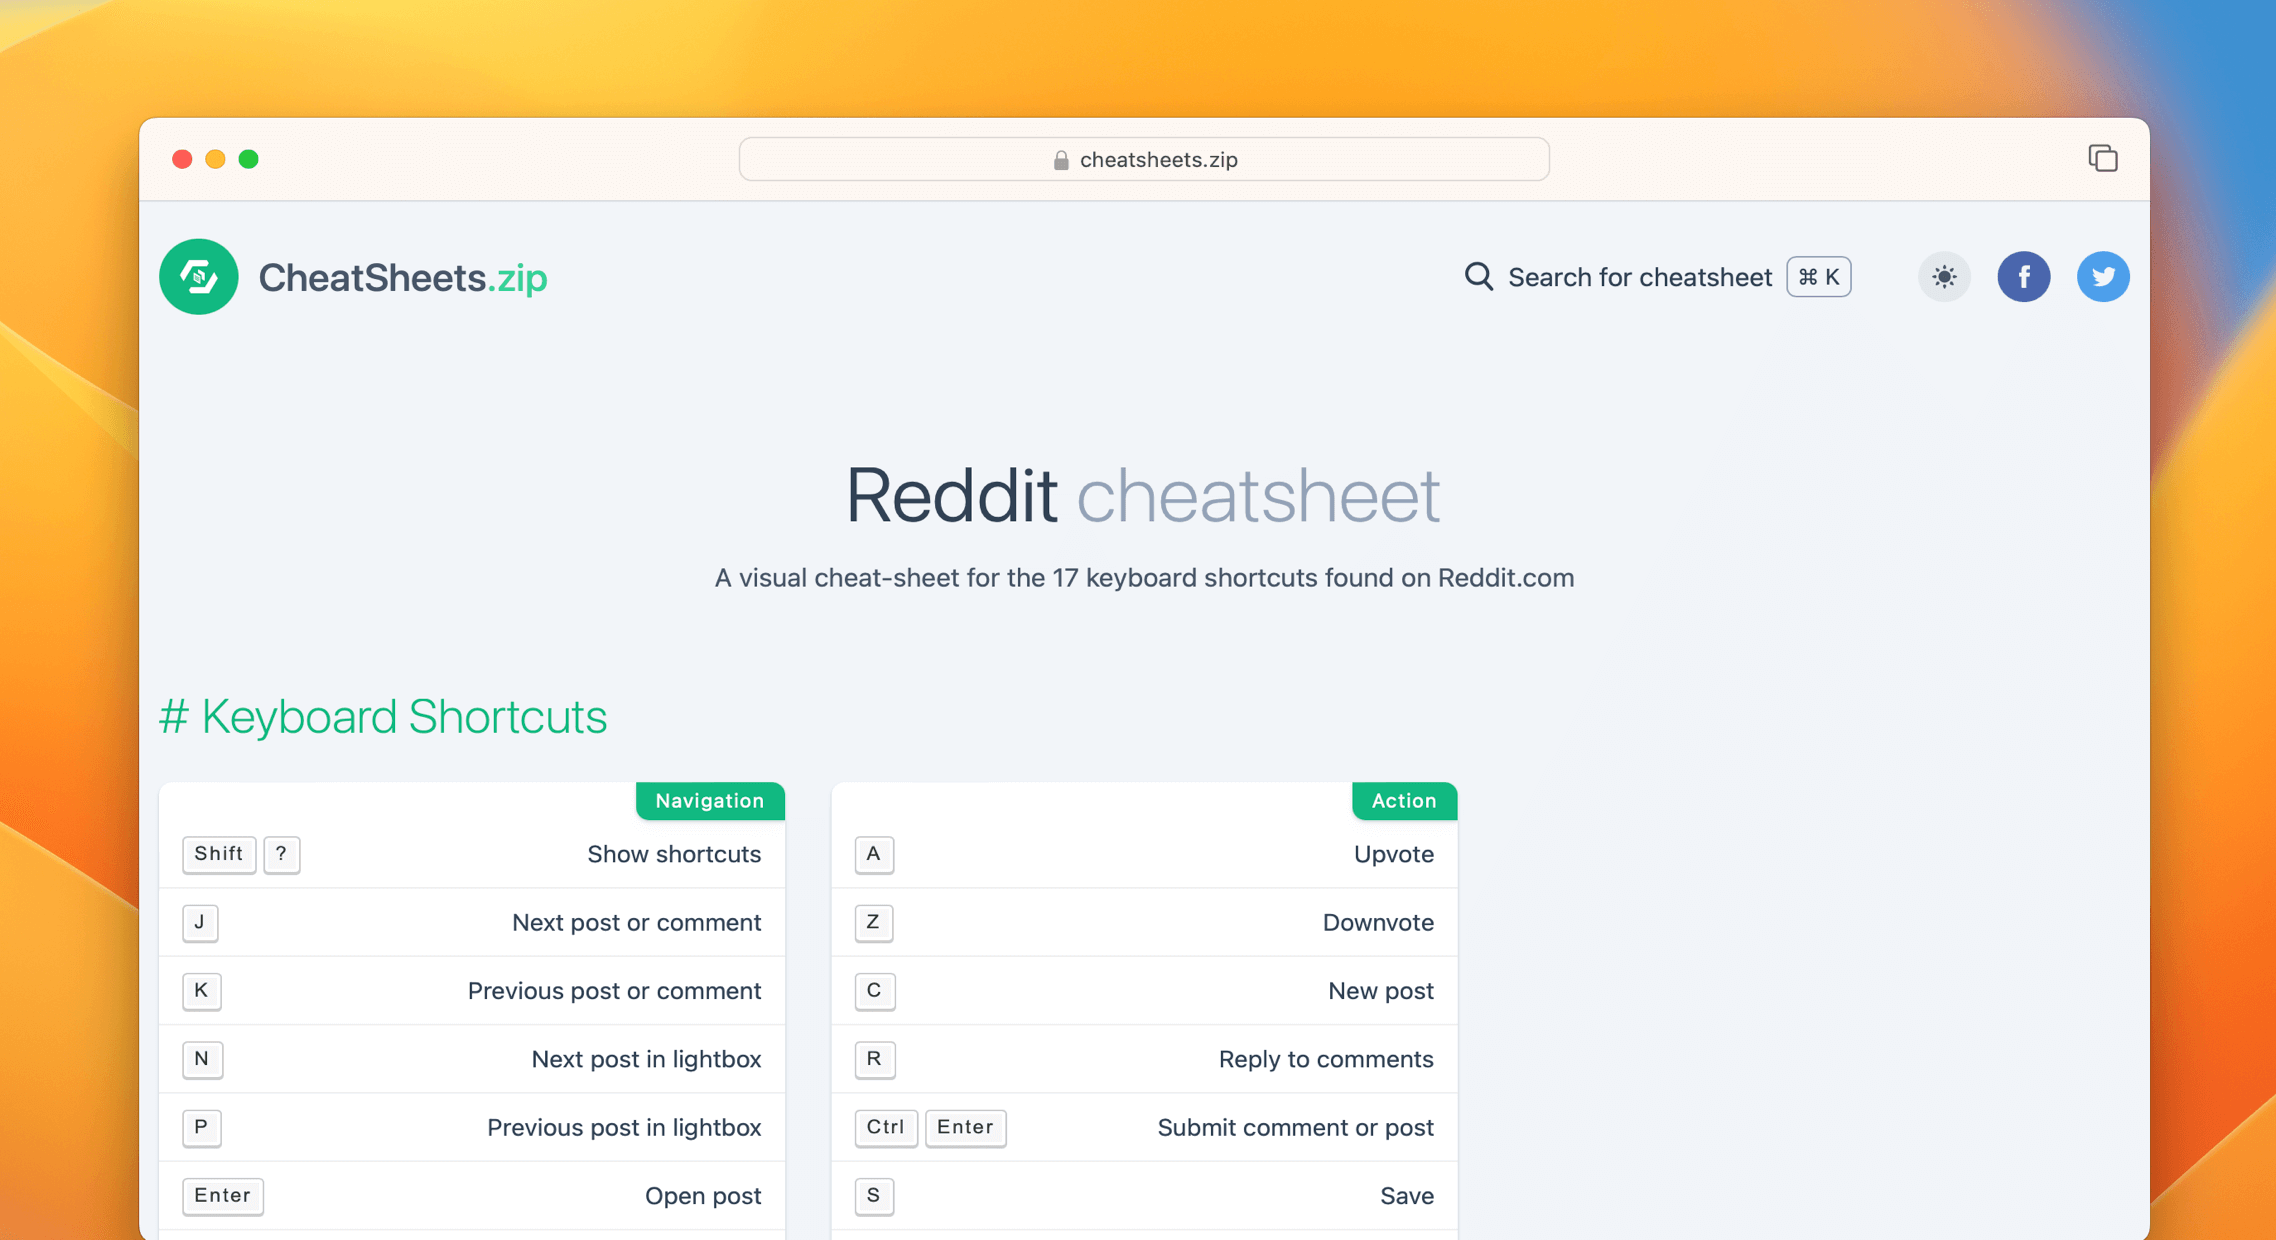 cheatsheets.zip
CheatSheets.zip
Search for cheatsheet ⌘ K
Reddit cheatsheet
A visual cheat-sheet for the 17 keyboard shortcuts found on Reddit.com
# Keyboard Shortcuts
Navigation
Shift ? Show shortcuts
J Next post or comment
K Previous post or comment
N Next post in lightbox
P Previous post in lightbox
Enter Open post
Action
A Upvote
Z Downvote
C New post
R Reply to comments
Ctrl Enter Submit comment or post
S Save